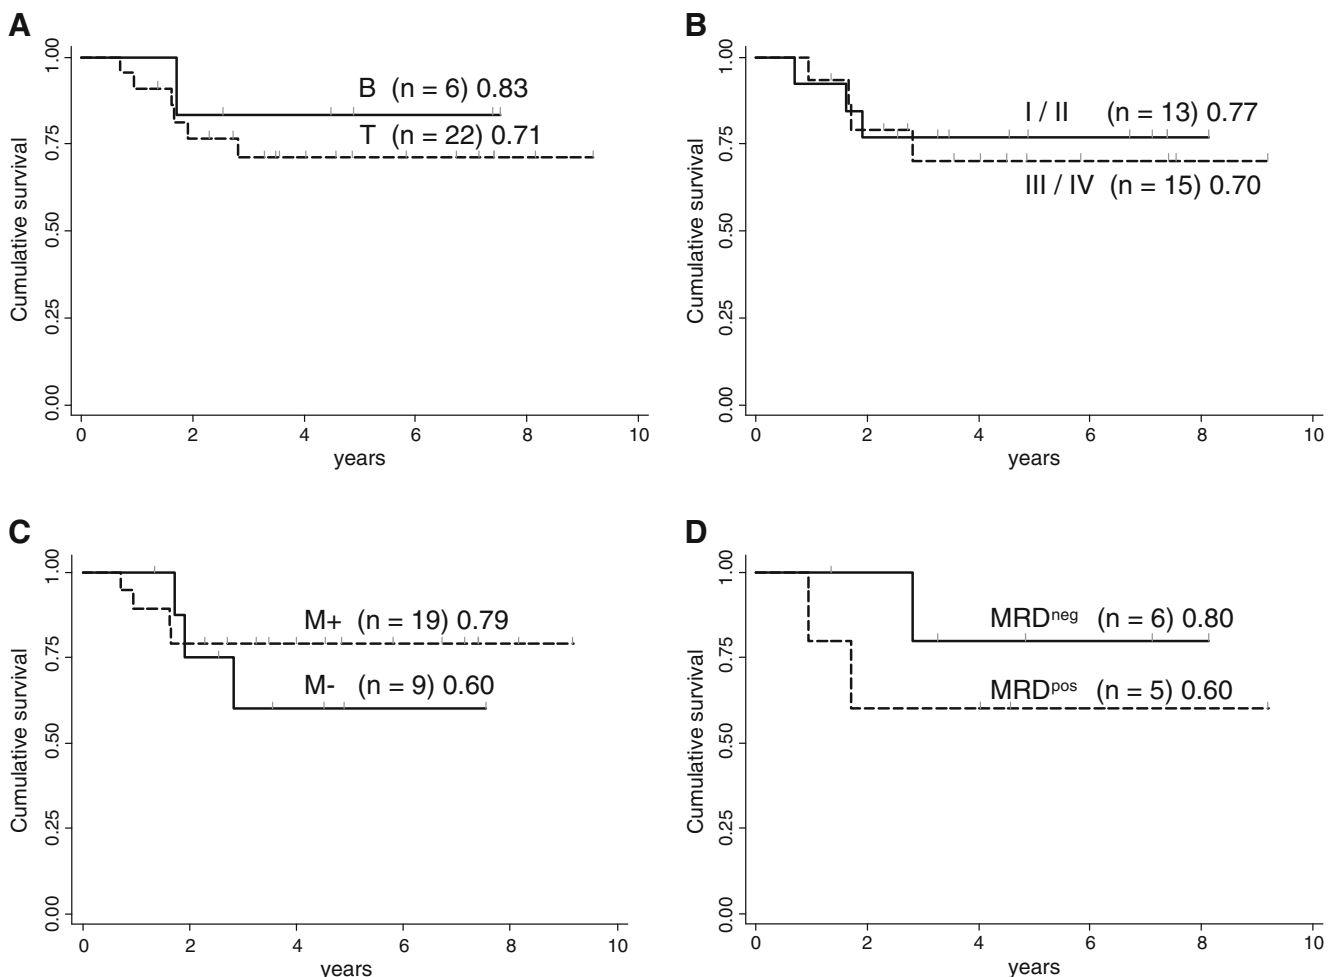 A
B
1.00
0.75
0.50
0.25
0.00
Cumulative survival
B (n = 6) 0.83
T (n = 22) 0.71
0 2 4 6 8 10
years
1.00
0.75
0.50
0.25
0.00
Cumulative survival
I / II (n = 13) 0.77
III / IV (n = 15) 0.70
0 2 4 6 8 10
years
C
D
1.00
0.75
0.50
0.25
0.00
Cumulative survival
M+ (n = 19) 0.79
M- (n = 9) 0.60
0 2 4 6 8 10
years
1.00
0.75
0.50
0.25
0.00
Cumulative survival
MRDneg (n = 6) 0.80
MRDpos (n = 5) 0.60
0 2 4 6 8 10
years